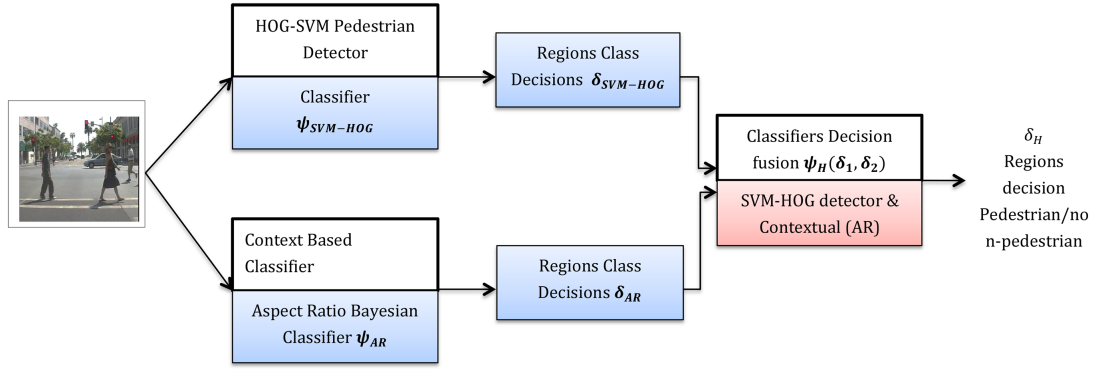 HOG-SVM Pedestrian
Detector
Classifier
ψSVM−HOG
Regions Class
Decisions δSVM−HOG
Context Based
Classifier
Aspect Ratio Bayesian
Classifier ψAR
Regions Class
Decisions δAR
Classifiers Decision
fusion ψH(δ1, δ2)
SVM-HOG detector &
Contextual (AR)
δH
Regions
decision
Pedestrian/no
n-pedestrian